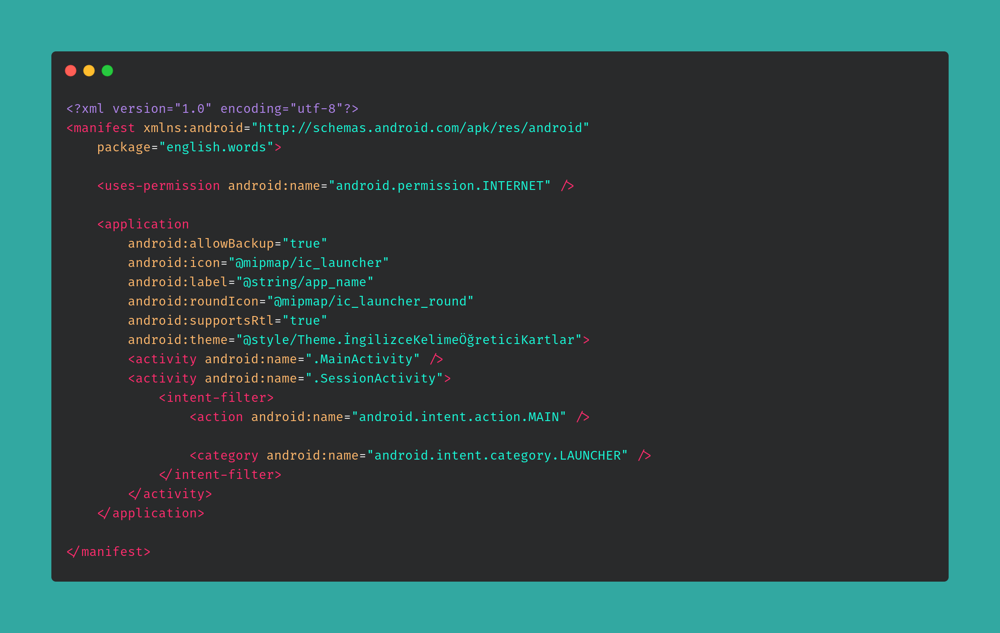 <?xml version="1.0" encoding="utf-8"?>
<manifest xmlns:android="http://schemas.android.com/apk/res/android"
    package="english.words">

    <uses-permission android:name="android.permission.INTERNET" />

    <application
        android:allowBackup="true"
        android:icon="@mipmap/ic_launcher"
        android:label="@string/app_name"
        android:roundIcon="@mipmap/ic_launcher_round"
        android:supportsRtl="true"
        android:theme="@style/Theme.İngilizceKelimeÖğreticiKartlar">
        <activity android:name=".MainActivity" />
        <activity android:name=".SessionActivity">
            <intent-filter>
                <action android:name="android.intent.action.MAIN" />

                <category android:name="android.intent.category.LAUNCHER" />
            </intent-filter>
        </activity>
    </application>

</manifest>